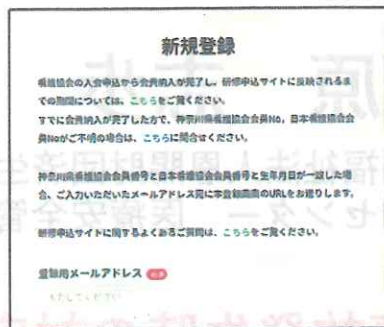 新規登録
看護協会の入会申込から会費納入が完了し、研修申込サイトに反映されるま
での期間については、こちらをご覧ください。
すでに会費納入が完了した方で、神奈川県看護協会会員No、日本看護協会会
員Noがご不明の場合は、こちらに問合せください。
神奈川県看護協会会員番号と日本看護協会会員番号と生年月日が一致した場
合、ご入力いただいたメールアドレス宛に本登録画面のURLをお送りします。
研修申込サイトに関するよくあるご質問は、こちらをご覧ください。
登録用メールアドレス 必須